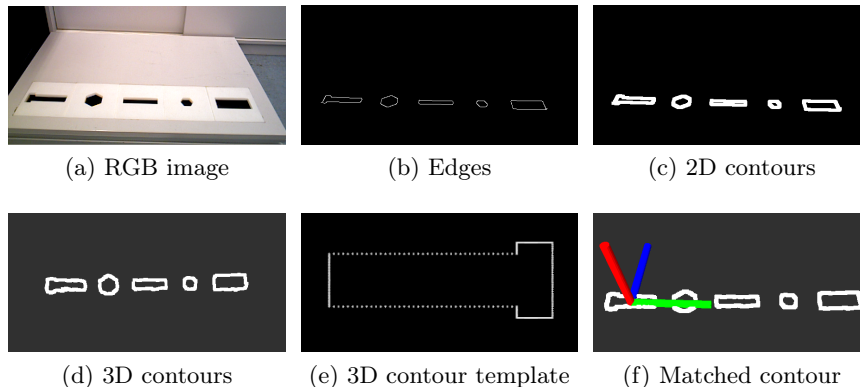 (a) RGB image
(b) Edges
(c) 2D contours
(d) 3D contours
(e) 3D contour template
(f) Matched contour